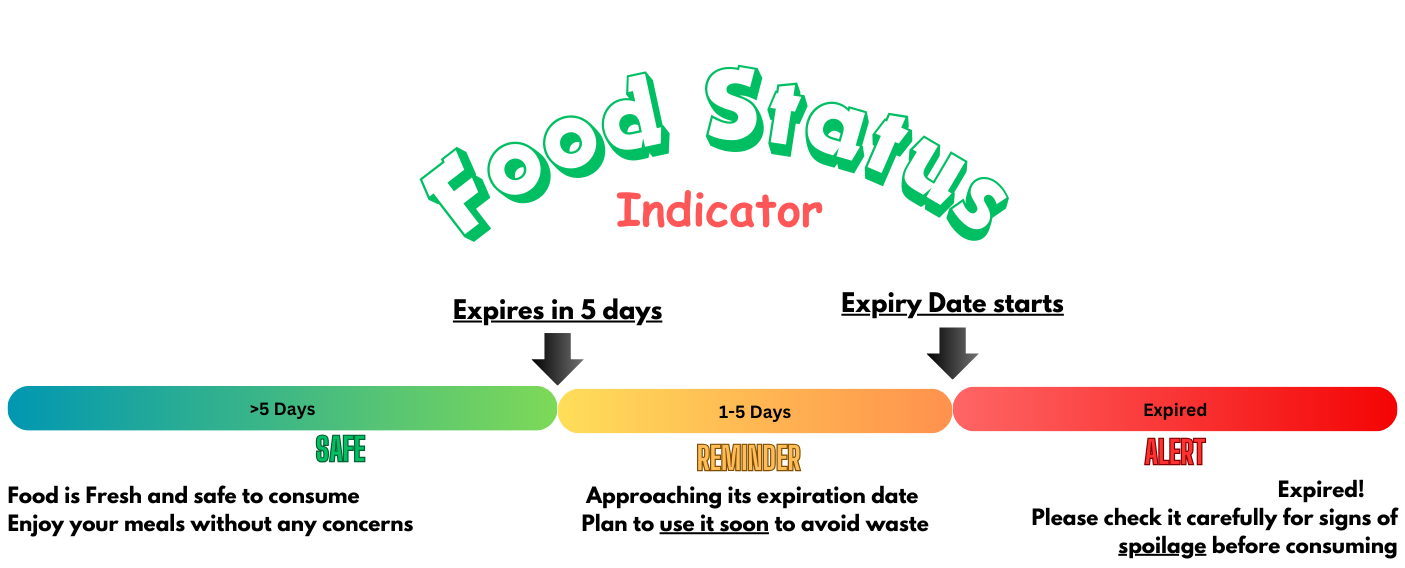 Food Status
Indicator
Expires in 5 days
Expiry Date starts
>5 Days
1-5 Days
Expired
SAFE
REMINDER
ALERT
Food is Fresh and safe to consume
Enjoy your meals without any concerns
Approaching its expiration date
Plan to use it soon to avoid waste
Expired!
Please check it carefully for signs of
spoilage before consuming